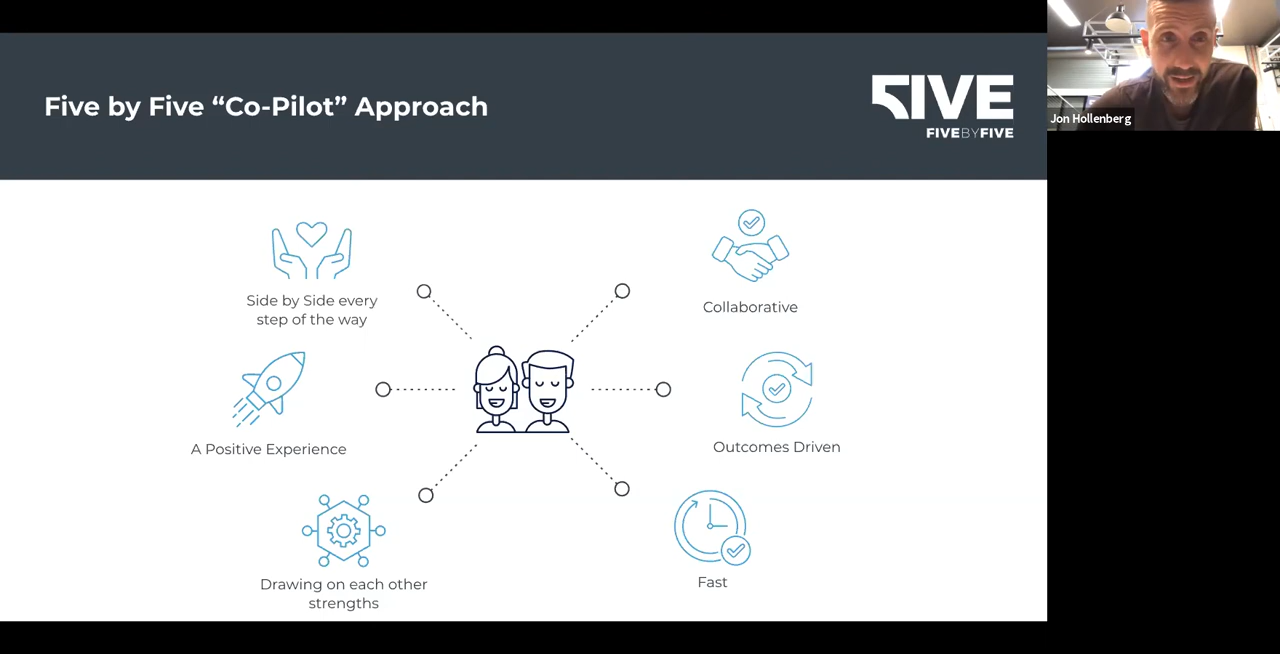 Five by Five “Co-Pilot” Approach
5IVE
FIVEBYFIVE
Jon Hollenberg
Side by Side every
step of the way
Collaborative
A Positive Experience
Outcomes Driven
Drawing on each other
strengths
Fast